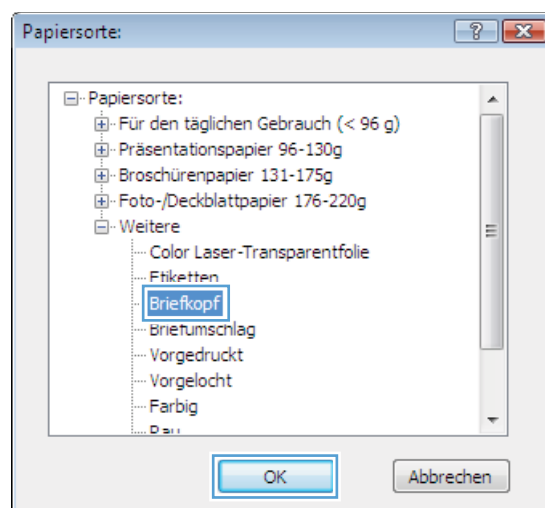 Papiersorte:
Papiersorte:
Für den täglichen Gebrauch (< 96 g)
Präsentationspapier 96-130g
Broschürenpapier 131-175g
Foto-/Deckblattpapier 176-220g
Weitere
Color Laser-Transparentfolie
Etiketten
Briefkopf
Briefumschlag
Vorgedruckt
Vorgelocht
Farbig
Rau
OK Abbrechen